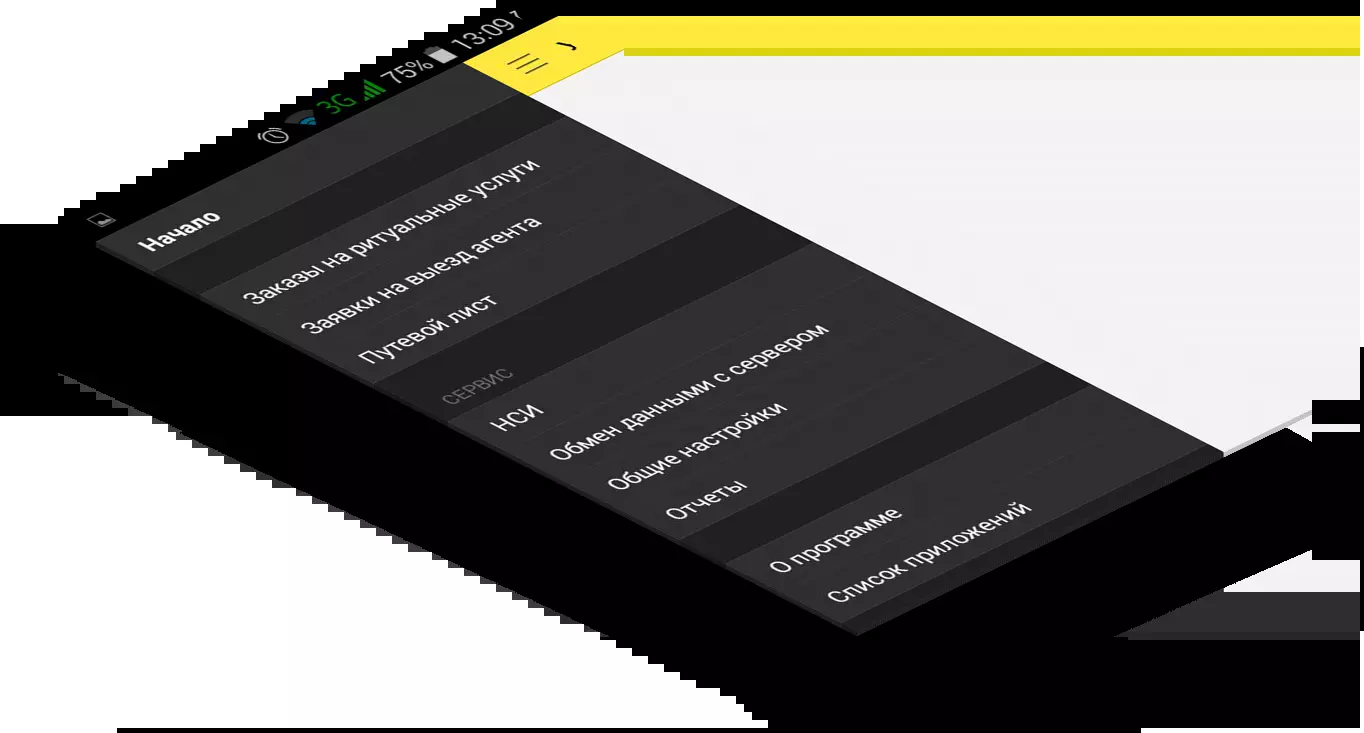 3G 75% 13:09
Начало
Заказы на ритуальные услуги
Заявки на выезд агента
Путевой лист
СЕРВИС
НСИ
Обмен данными с сервером
Общие настройки
Отчеты
О программе
Список приложений